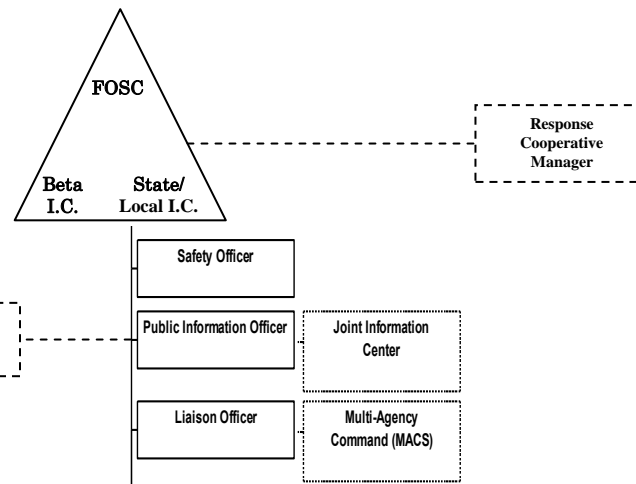 FOSC
Response
Cooperative
Manager
Beta
I.C.
State/
Local I.C.
Safety Officer
Public Information Officer
Joint Information
Center
Liaison Officer
Multi-Agency
Command (MACS)